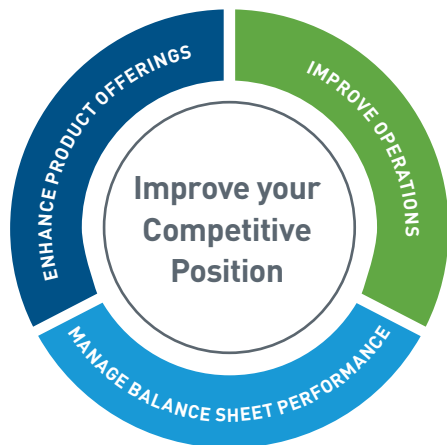 ENHANCE PRODUCT OFFERINGS
IMPROVE OPERATIONS
Improve your
Competitive
Position
MANAGE BALANCE SHEET PERFORMANCE